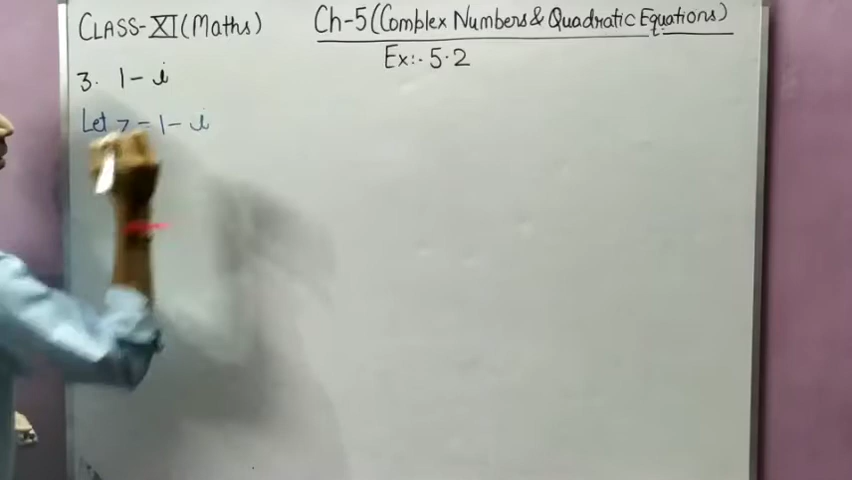 CLASS-XI(Maths)
Ch-5(Complex Numbers & Quadratic Equations)
Ex:- 5.2
3. 1 - i
Let z = 1 - i